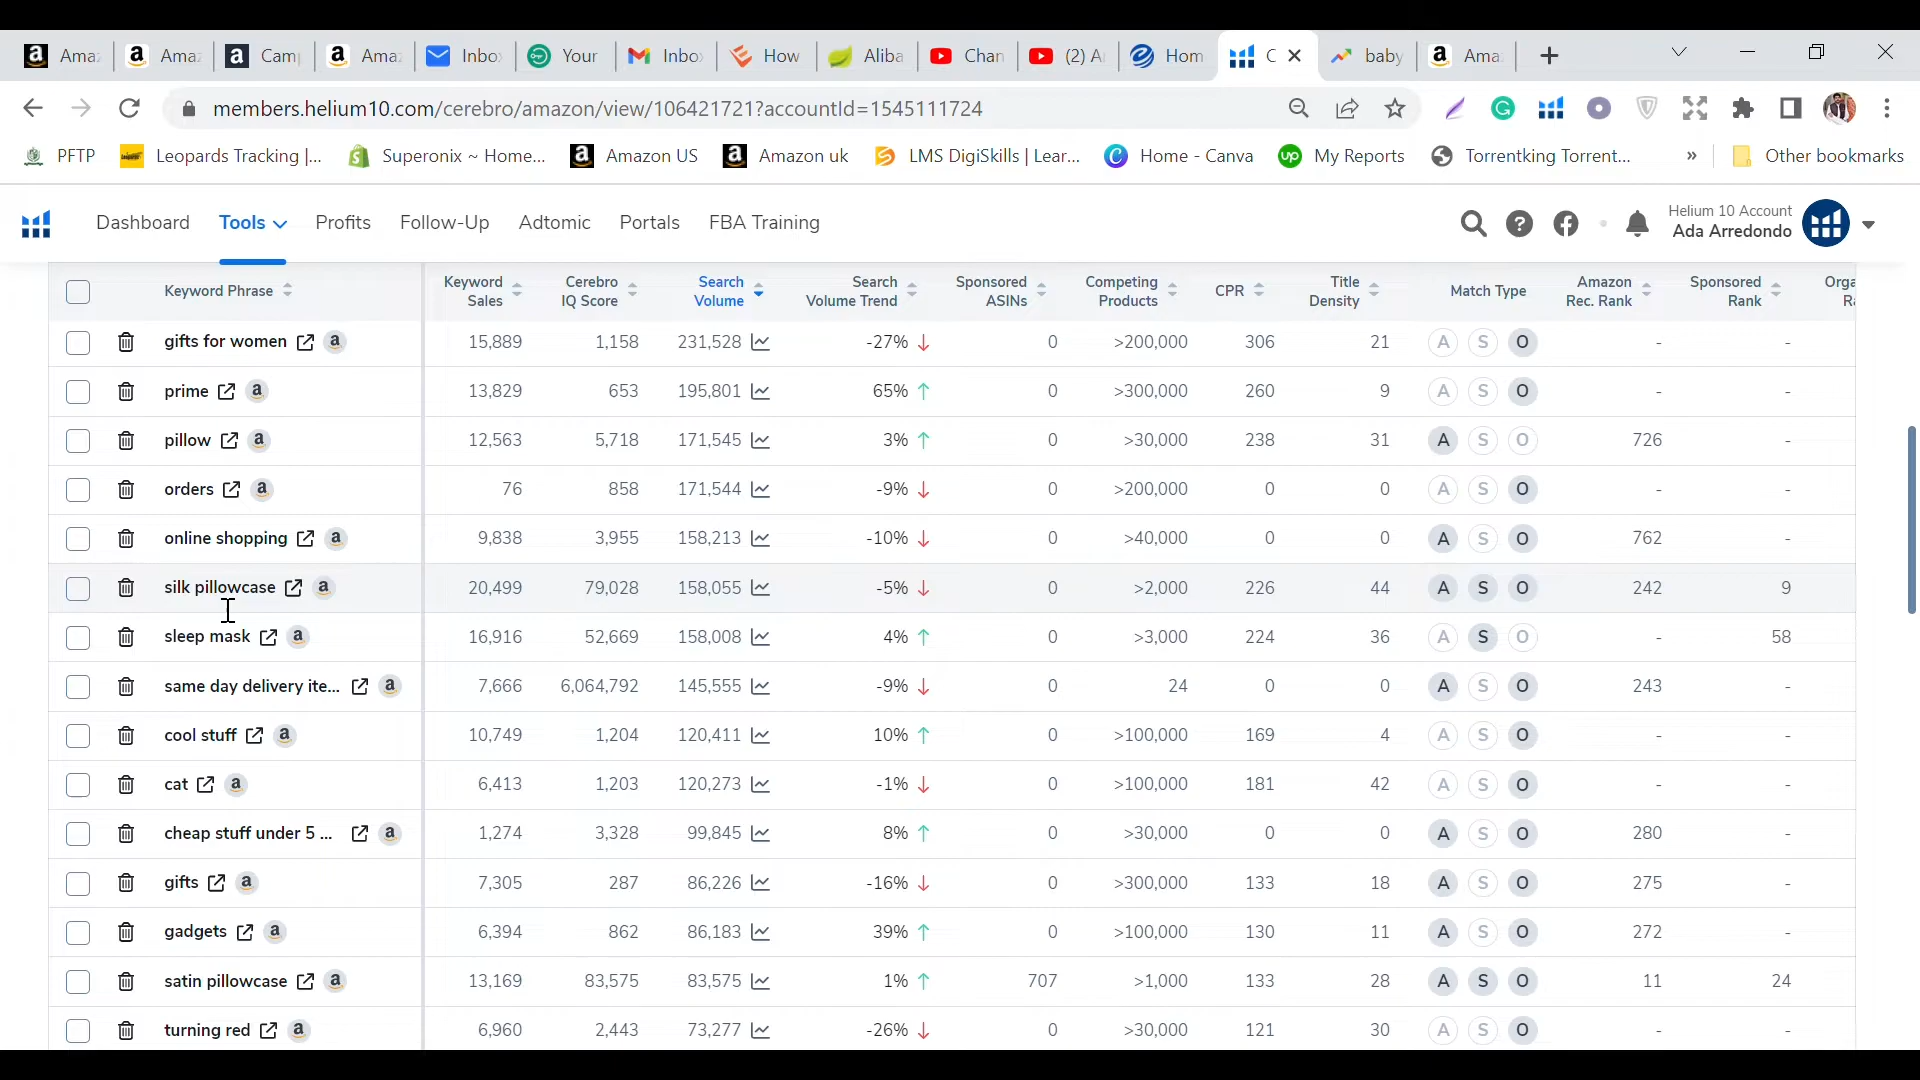 Ama
Ama
Cam
Ama
Inbo
Your
Inbo
How
Aliba
Chan
(2) A
Hom
C
baby
Ama
members.helium10.com/cerebro/amazon/view/106421721?accountId=1545111724
PFTP
Leopards Tracking |...
Superonix ~ Home...
Amazon US
Amazon uk
LMS DigiSkills | Lear...
Home - Canva
My Reports
Torrentking Torrent...
»
Other bookmarks
Dashboard
Tools
Profits
Follow-Up
Adtomic
Portals
FBA Training
Helium 10 Account
Ada Arredondo
Keyword Phrase
Keyword
Sales
Cerebro
IQ Score
Search
Volume
Search
Volume Trend
Sponsored
ASINs
Competing
Products
CPR
Title
Density
Match Type
Amazon
Rec. Rank
Sponsored
Rank
Orga
Ra
gifts for women 15,889 1,158 231,528 -27% 0 >200,000 306 21 A S O - -
prime 13,829 653 195,801 65% 0 >300,000 260 9 A S O - -
pillow 12,563 5,718 171,545 3% 0 >30,000 238 31 A S O 726 -
orders 76 858 171,544 -9% 0 >200,000 0 0 A S O - -
online shopping 9,838 3,955 158,213 -10% 0 >40,000 0 0 A S O 762 -
silk pillowcase 20,499 79,028 158,055 -5% 0 >2,000 226 44 A S O 242 9
sleep mask 16,916 52,669 158,008 4% 0 >3,000 224 36 A S O - 58
same day delivery ite... 7,666 6,064,792 145,555 -9% 0 24 0 0 A S O 243 -
cool stuff 10,749 1,204 120,411 10% 0 >100,000 169 4 A S O - -
cat 6,413 1,203 120,273 -1% 0 >100,000 181 42 A S O - -
cheap stuff under 5 ... 1,274 3,328 99,845 8% 0 >30,000 0 0 A S O 280 -
gifts 7,305 287 86,226 -16% 0 >300,000 133 18 A S O 275 -
gadgets 6,394 862 86,183 39% 0 >100,000 130 11 A S O 272 -
satin pillowcase 13,169 83,575 83,575 1% 707 >1,000 133 28 A S O 11 24
turning red 6,960 2,443 73,277 -26% 0 >30,000 121 30 A S O - -